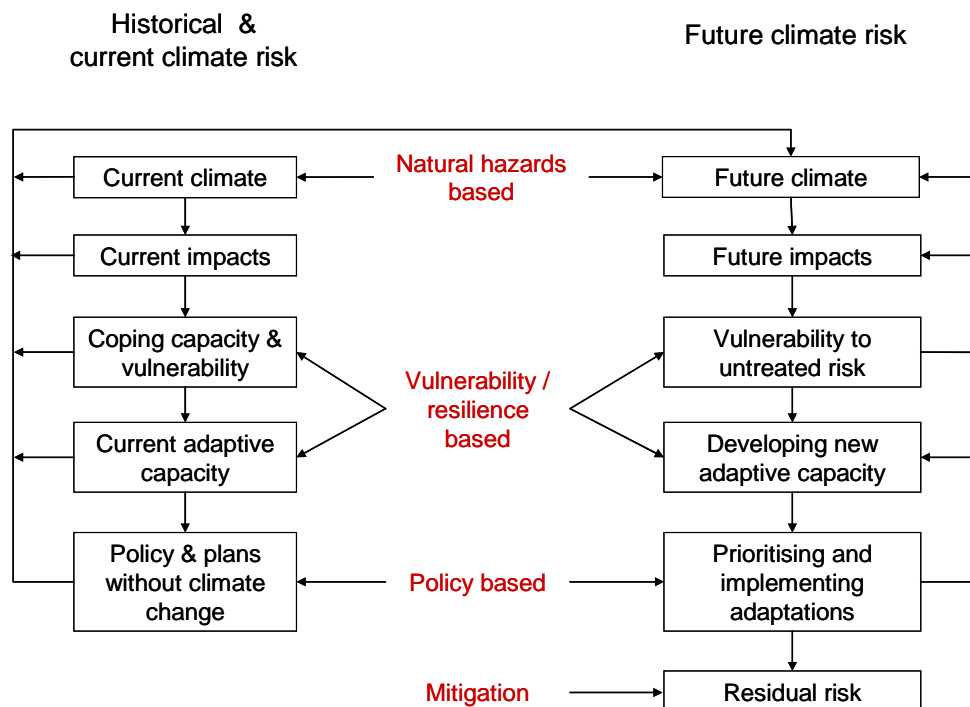 Historical &
current climate risk
Future climate risk
Current climate
Natural hazards
based
Future climate
Current impacts
Future impacts
Coping capacity &
vulnerability
Vulnerability to
untreated risk
Vulnerability /
resilience
based
Current adaptive
capacity
Developing new
adaptive capacity
Policy & plans
without climate
change
Policy based
Prioritising and
implementing
adaptations
Mitigation
Residual risk